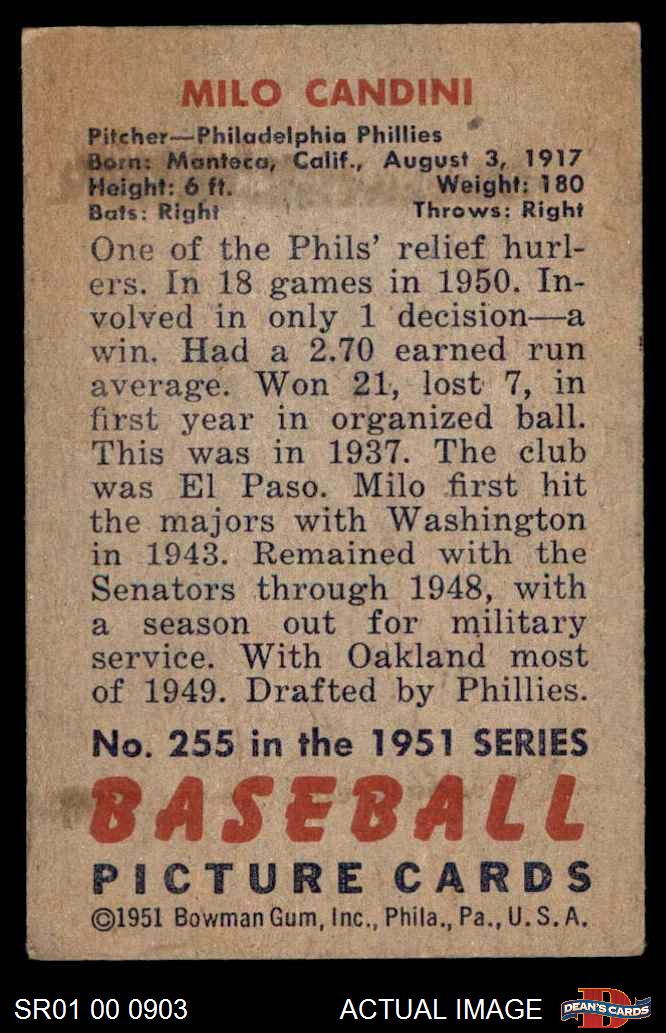 MILO CANDINI
Pitcher—Philadelphia Phillies
Born: Manteca, Calif., August 3, 1917
Height: 6 ft. Weight: 180
Bats: Right Throws: Right
One of the Phils' relief hurl-
ers. In 18 games in 1950. In-
volved in only 1 decision—a
win. Had a 2.70 earned run
average. Won 21, lost 7, in
first year in organized ball.
This was in 1937. The club
was El Paso. Milo first hit
the majors with Washington
in 1943. Remained with the
Senators through 1948, with
a season out for military
service. With Oakland most
of 1949. Drafted by Phillies.
No. 255 in the 1951 SERIES
BASEBALL
PICTURE CARDS
©1951 Bowman Gum, Inc., Phila., Pa., U.S.A.
SR01 00 0903 ACTUAL IMAGE D DEAN'S CARDS